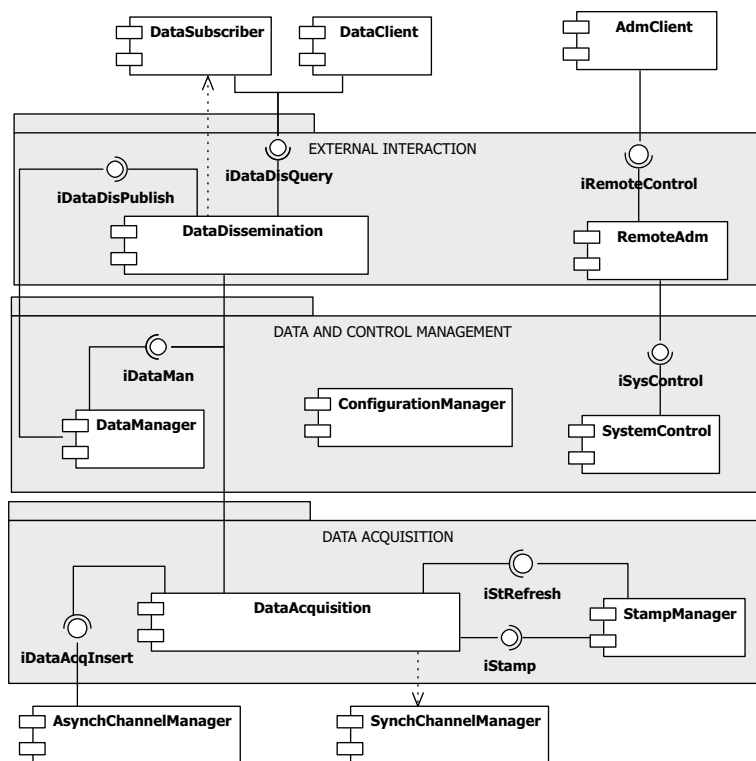 DataSubscriber
DataClient
AdmClient
EXTERNAL INTERACTION
iDataDisQuery
iRemoteControl
iDataDisPublish
DataDissemination
RemoteAdm
DATA AND CONTROL MANAGEMENT
iDataMan
iSysControl
ConfigurationManager
DataManager
SystemControl
DATA ACQUISITION
iStRefresh
DataAcquisition
StampManager
iDataAcqInsert
iStamp
AsynchChannelManager
SynchChannelManager